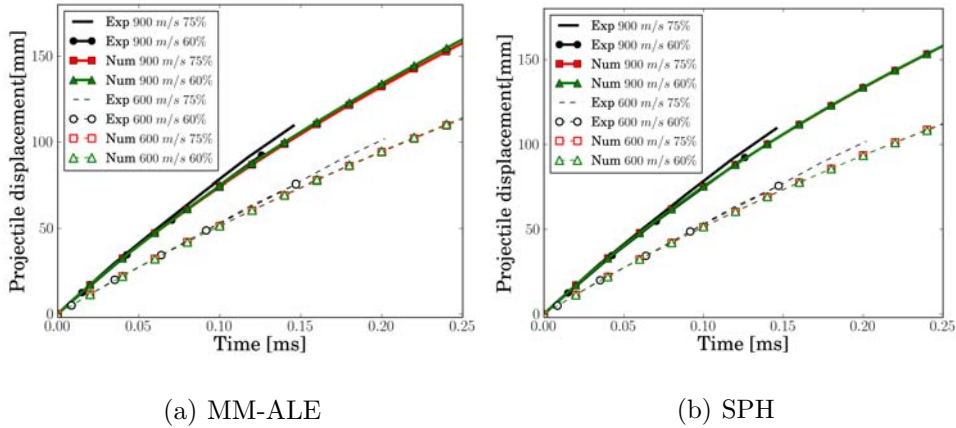 Projectile displacement[mm]
150
100
50
0
Exp 900 m/s 75%
Exp 900 m/s 60%
Num 900 m/s 75%
Num 900 m/s 60%
Exp 600 m/s 75%
Exp 600 m/s 60%
Num 600 m/s 75%
Num 600 m/s 60%
0.00 0.05 0.10 0.15 0.20 0.25
Time [ms]
(a) MM-ALE
Projectile displacement[mm]
150
100
50
0
Exp 900 m/s 75%
Exp 900 m/s 60%
Num 900 m/s 75%
Num 900 m/s 60%
Exp 600 m/s 75%
Exp 600 m/s 60%
Num 600 m/s 75%
Num 600 m/s 60%
0.00 0.05 0.10 0.15 0.20 0.25
Time [ms]
(b) SPH